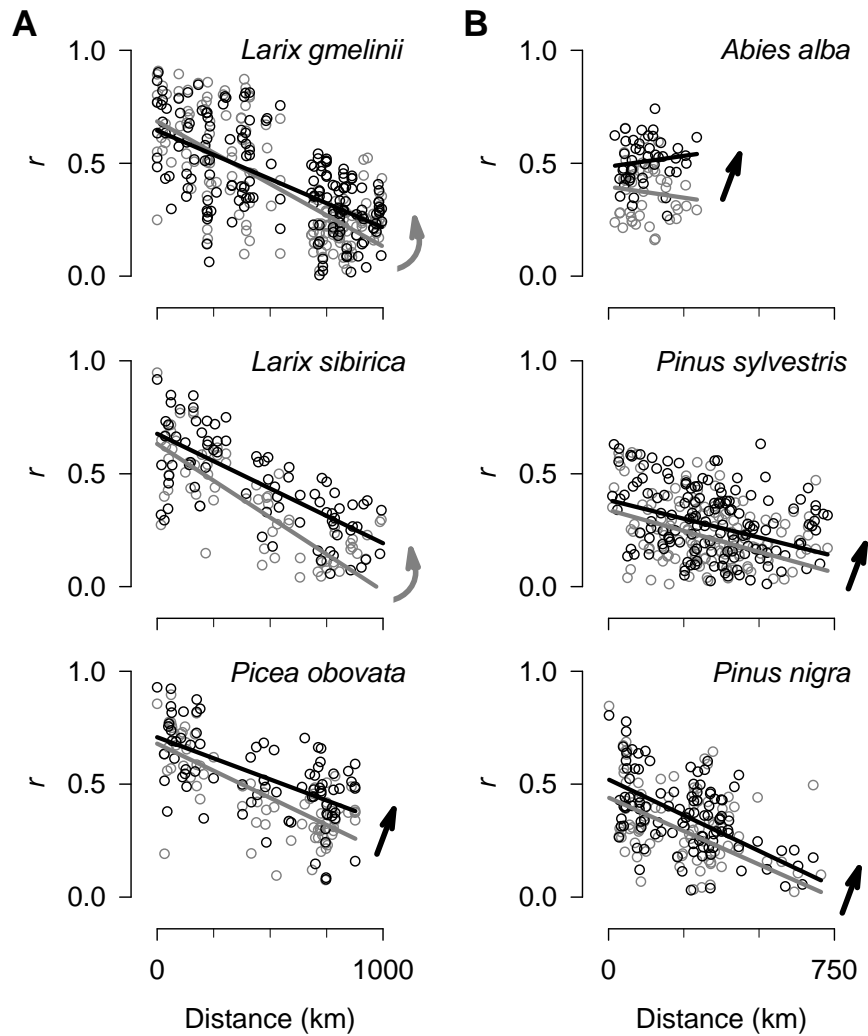 A
B
Larix gmelinii
1.0
0.5
0.0
r
Abies alba
1.0
0.5
0.0
r
Larix sibirica
1.0
0.5
0.0
r
Pinus sylvestris
1.0
0.5
0.0
r
Picea obovata
1.0
0.5
0.0
r
0
1000
Distance (km)
Pinus nigra
1.0
0.5
0.0
r
0
750
Distance (km)